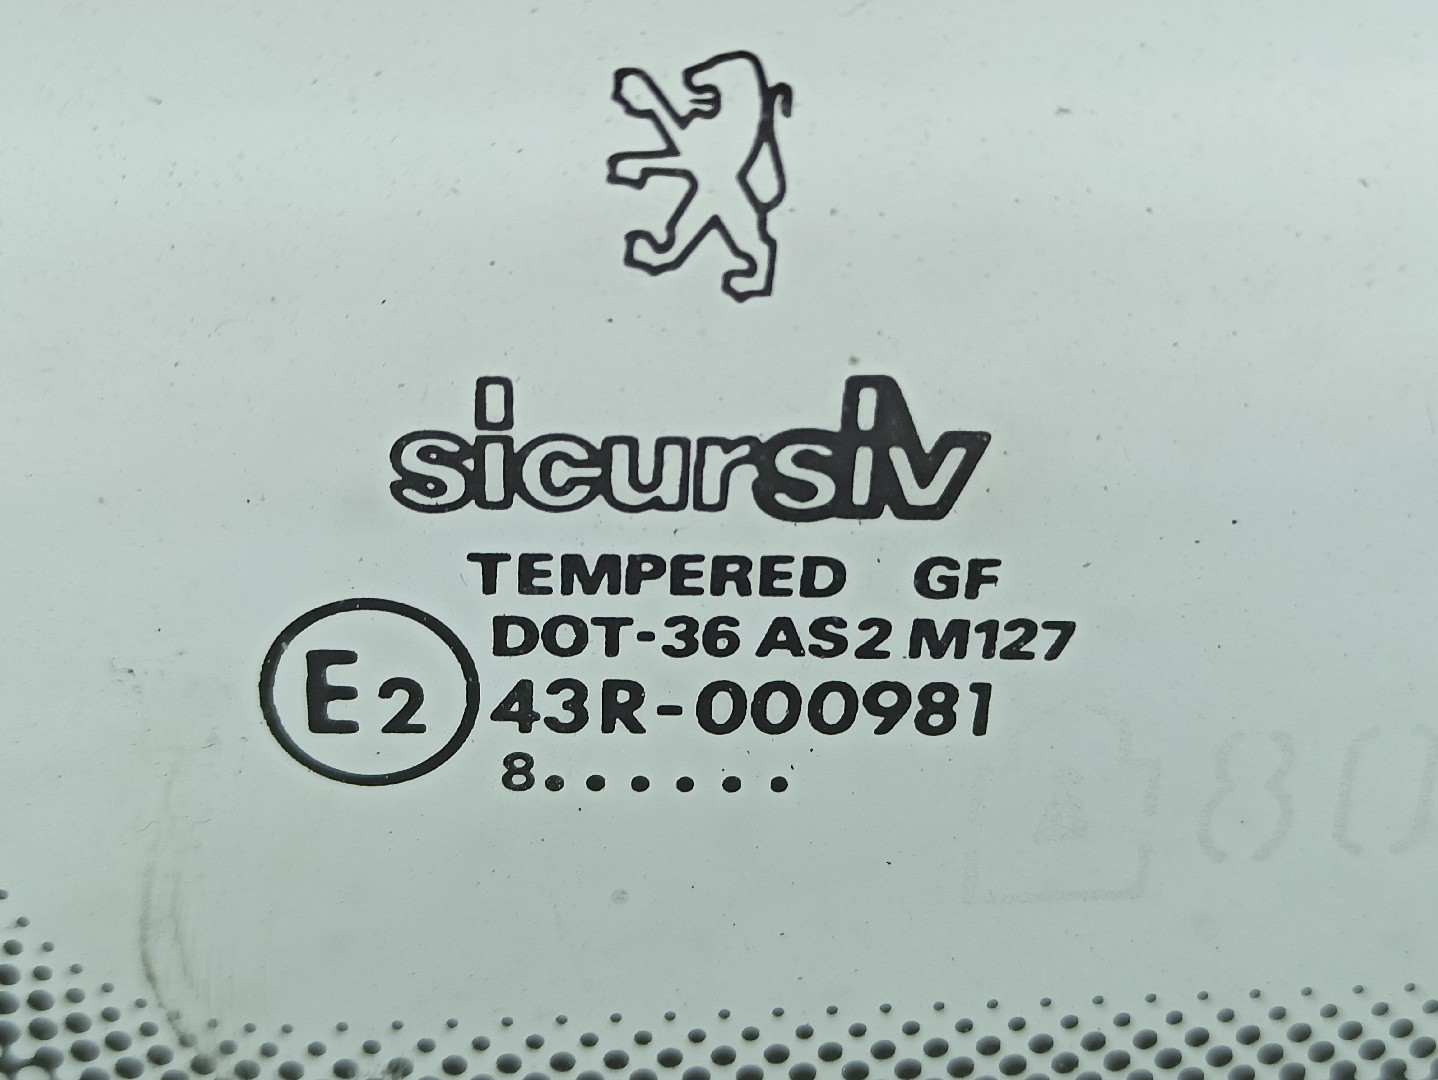 sicursiv
TEMPERED GF
DOT-36 AS2 M127
E2
43R-000981
8......